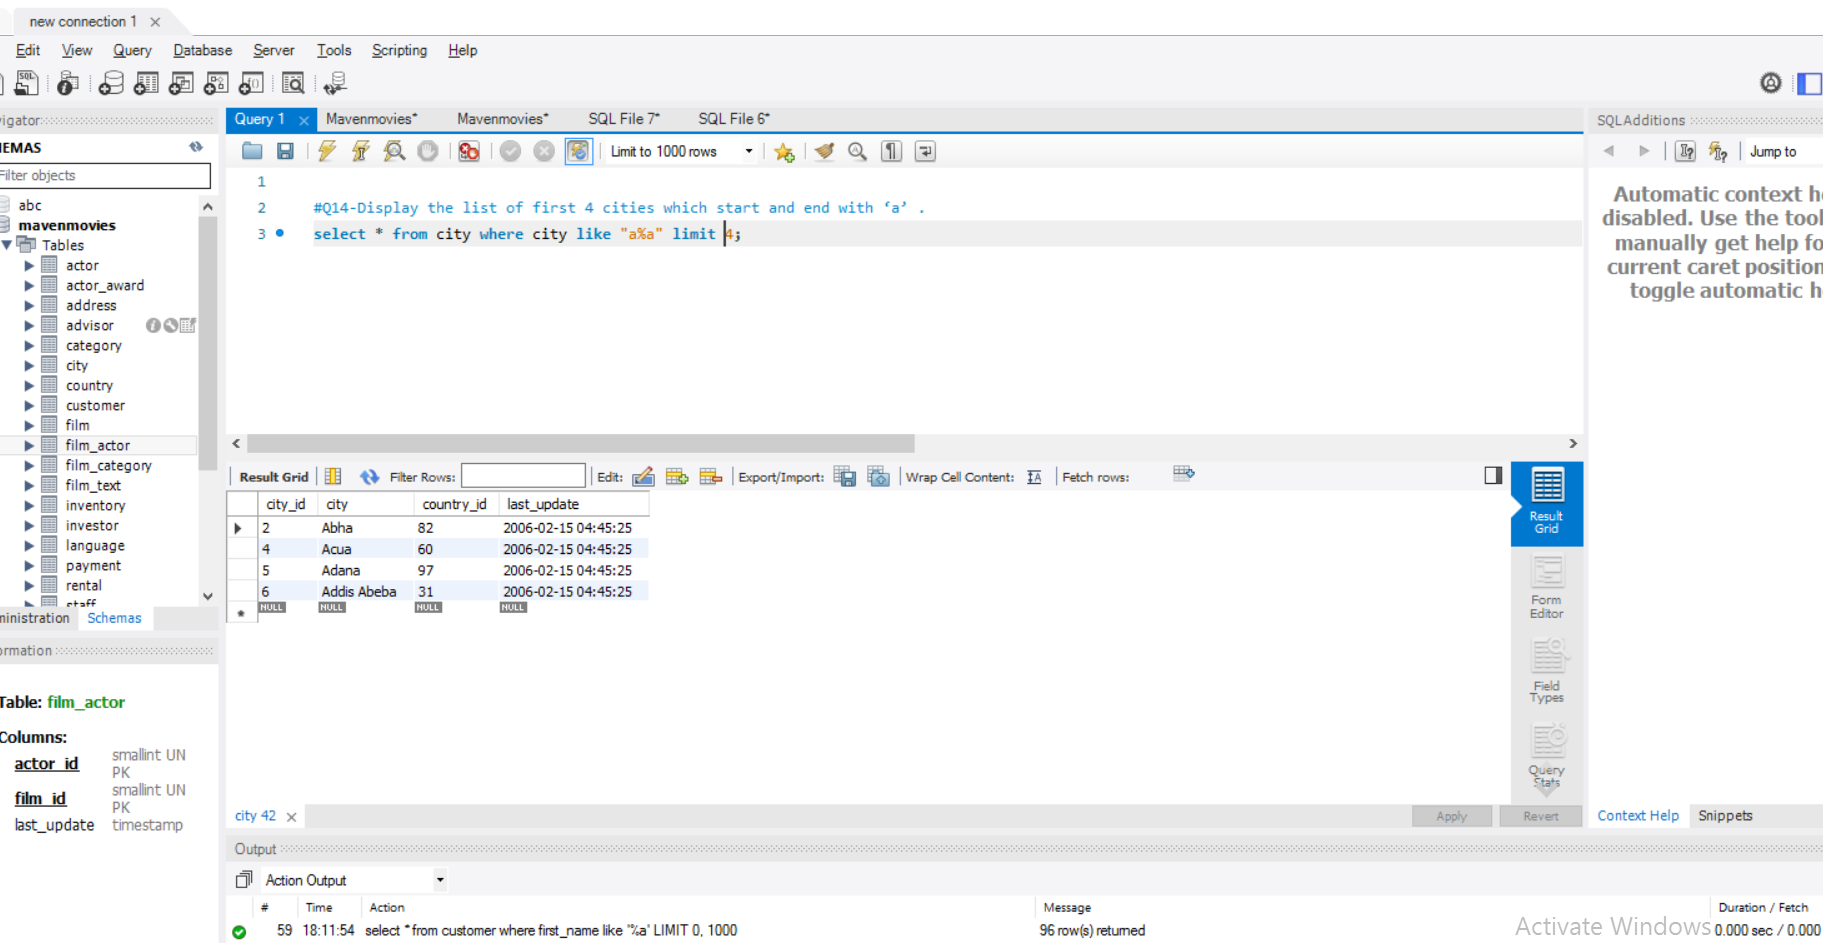 new connection 1
Edit View Query Database Server Tools Scripting Help
vigator
Query 1 Mavenmovies* Mavenmovies* SQL File 7* SQL File 6*
SQLAdditions
EMAS
Limit to 1000 rows
Jump to
Filter objects
abc
mavenmovies
Tables
actor
actor_award
address
advisor
category
city
country
customer
film
film_actor
film_category
film_text
inventory
investor
language
payment
rental
staff
ministration Schemas
ormation
Table: film_actor
Columns:
actor_id smallint UN
PK
film_id smallint UN
PK
last_update timestamp
1
2 #Q14-Display the list of first 4 cities which start and end with ‘a’ .
3 select * from city where city like "a%a" limit 4;
Automatic context he
disabled. Use the tool
manually get help fo
current caret position
toggle automatic h
Result Grid Filter Rows: Edit: Export/Import: Wrap Cell Content: Fetch rows:
city_id city country_id last_update
2 Abha 82 2006-02-15 04:45:25
4 Acua 60 2006-02-15 04:45:25
5 Adana 97 2006-02-15 04:45:25
6 Addis Abeba 31 2006-02-15 04:45:25
NULL NULL NULL NULL
Result
Grid
Form
Editor
Field
Types
Query
Stats
city 42
Apply Revert
Context Help Snippets
Output
Action Output
# Time Action Message Duration / Fetch
59 18:11:54 select * from customer where first_name like '%a' LIMIT 0, 1000 96 row(s) returned 0.000 sec / 0.000
Activate Windows